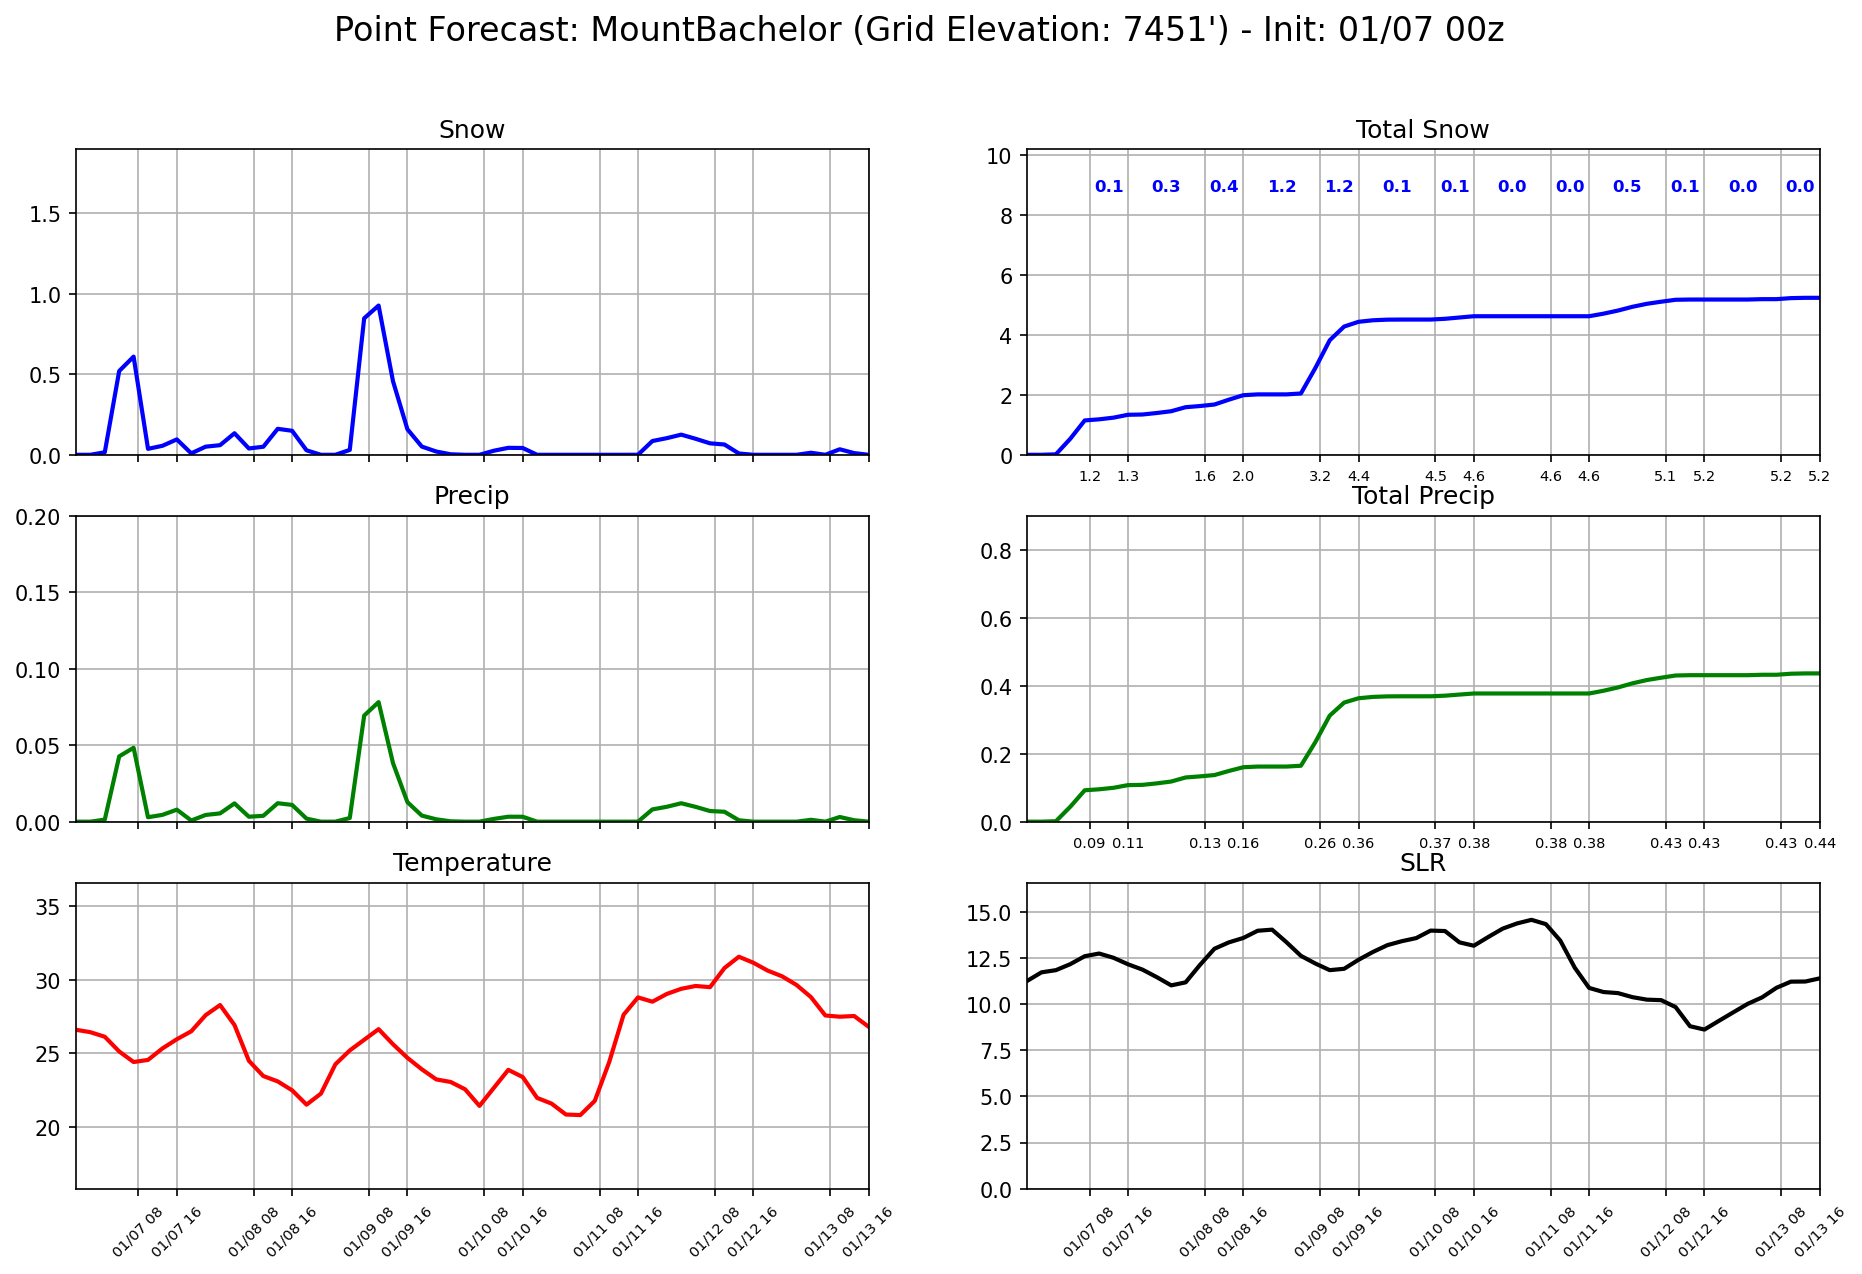 Point Forecast: MountBachelor (Grid Elevation: 7451') - Init: 01/07 00z
Snow
1.5
1.0
0.5
0.0
Total Snow
10
8
6
4
2
0
0.1 0.3 0.4 1.2 1.2 0.1 0.1 0.0 0.0 0.5 0.1 0.0 0.0
1.2 1.3 1.6 2.0 3.2 4.4 4.5 4.6 4.6 4.6 5.1 5.2 5.2 5.2
Precip
0.20
0.15
0.10
0.05
0.00
Total Precip
0.8
0.6
0.4
0.2
0.0
0.09 0.11 0.13 0.16 0.26 0.36 0.37 0.38 0.38 0.38 0.43 0.43 0.43 0.44
Temperature
35
30
25
20
01/07 08 01/07 16 01/08 08 01/08 16 01/09 08 01/09 16 01/10 08 01/10 16 01/11 08 01/11 16 01/12 08 01/12 16 01/13 08 01/13 16
SLR
15.0
12.5
10.0
7.5
5.0
2.5
0.0
01/07 08 01/07 16 01/08 08 01/08 16 01/09 08 01/09 16 01/10 08 01/10 16 01/11 08 01/11 16 01/12 08 01/12 16 01/13 08 01/13 16